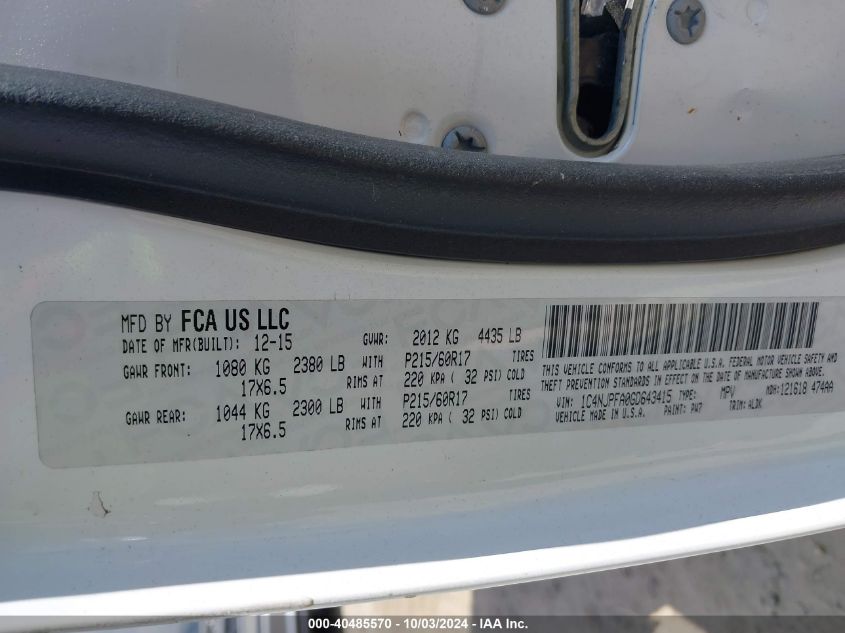 MFD BY FCA US LLC
DATE OF MFR(BUILT): 12-15 GVWR: 2012 KG 4435 LB
GAWR FRONT: 1080 KG 2380 LB WITH P215/60R17 TIRES
17X6.5 RIMS AT 220 KPA ( 32 PSI) COLD
GAWR REAR: 1044 KG 2300 LB WITH P215/60R17 TIRES
17X6.5 RIMS AT 220 KPA ( 32 PSI) COLD
THIS VEHICLE CONFORMS TO ALL APPLICABLE U.S.A. FEDERAL MOTOR VEHICLE SAFETY AND
THEFT PREVENTION STANDARDS IN EFFECT ON THE DATE OF MANUFACTURE SHOWN ABOVE.
VIN: 1C4NJPFA0GD643415 TYPE: MPV MDH: 121618 474AA
VEHICLE MADE IN U.S.A. PAINT: PW7 TRIM: ALDK
000-40485570 - 10/03/2024 - IAA Inc.